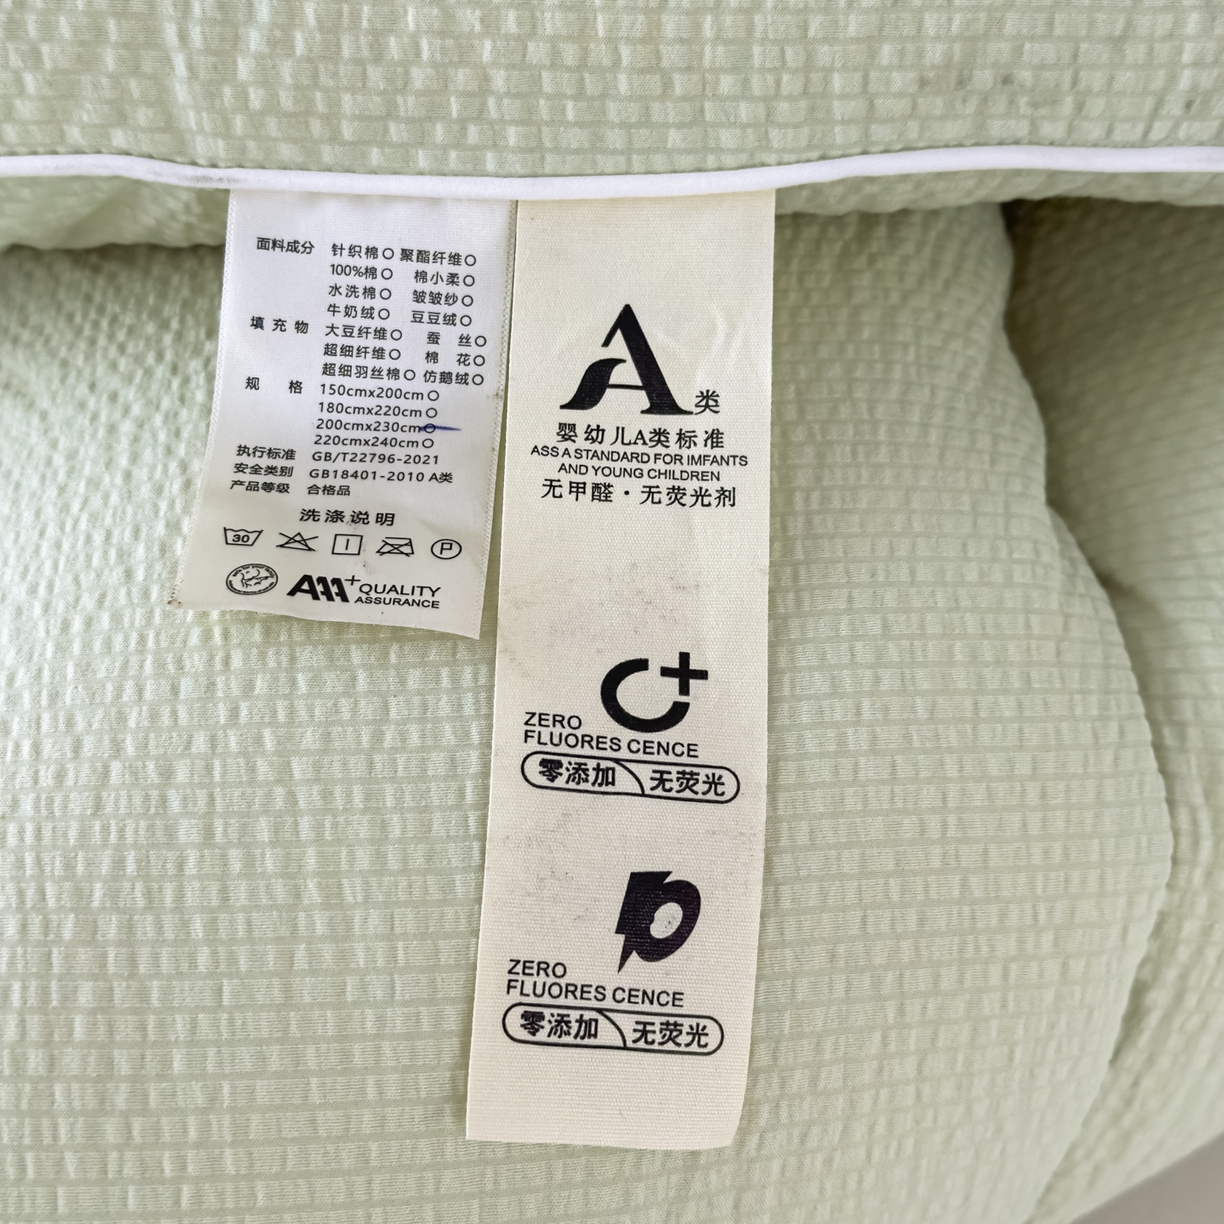 面料成分 针织棉○ 聚酯纤维○
100%棉○ 棉小柔○
水洗棉○ 皱皱纱○
牛奶绒○ 豆豆绒○
填充物 大豆纤维○ 蚕丝○
超细纤维○ 棉花○
超细羽丝棉○ 仿鹅绒○
规格 150cmx200cm○
180cmx220cm○
200cmx230cm○
220cmx240cm○
执行标准 GB/T22796-2021
安全类别 GB18401-2010 A类
产品等级 合格品
洗涤说明
30
P
AAA+ QUALITY
ASSURANCE
A类
婴幼儿A类标准
ASS A STANDARD FOR IMFANTS
AND YOUNG CHILDREN
无甲醛·无荧光剂
ZERO
FLUORES CENCE
零添加 无荧光
ZERO
FLUORES CENCE
零添加 无荧光